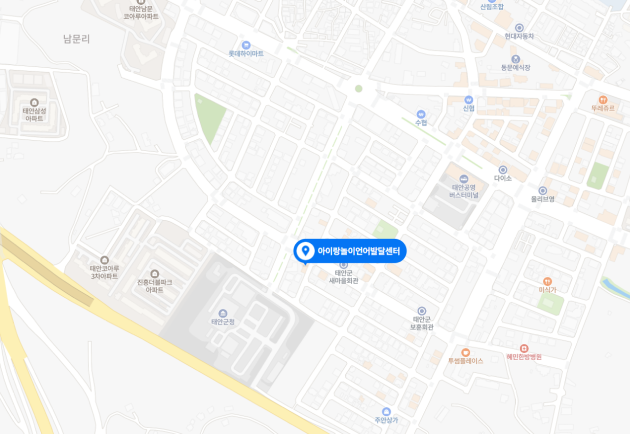 태안남문
코아루아파트
신림조합
남문리
현대자동차
롯데하이마트
동문예식장
태안삼성
아파트
신협
뚜레쥬르
수협
태안공영
버스터미널
다이소
올리브영
아이랑놀이언어발달센터
태안코아루
3차아파트
진흥더블파크
아파트
태안군
새마을회관
미식가
태안군청
태안군
보훈회관
투썸플레이스
혜민한방병원
주안상가